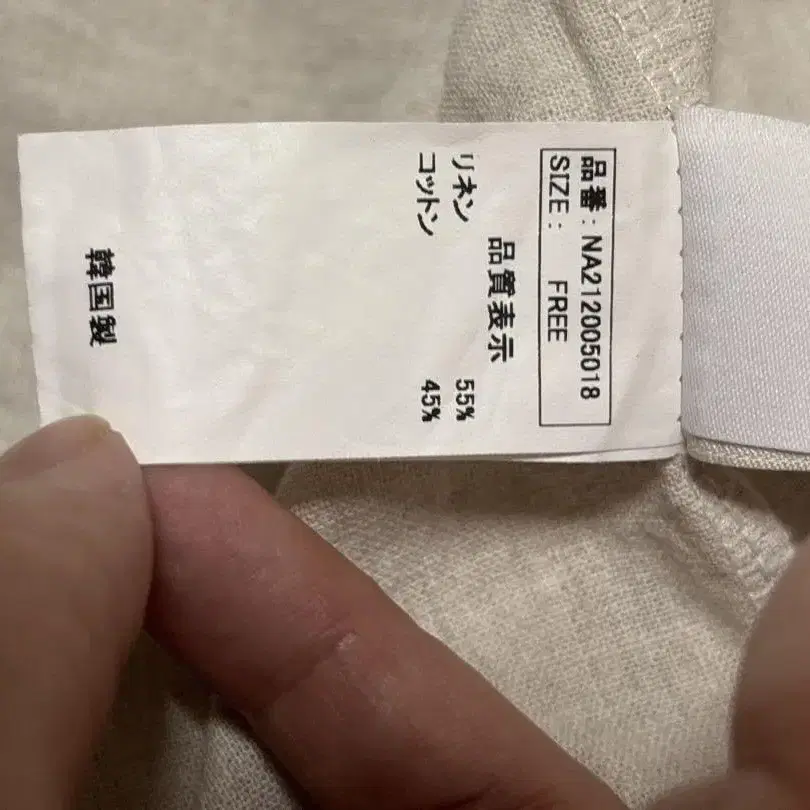 品番:NA212005018
SIZE: FREE
品質表示
リネン 55%
コットン 45%
韓国製